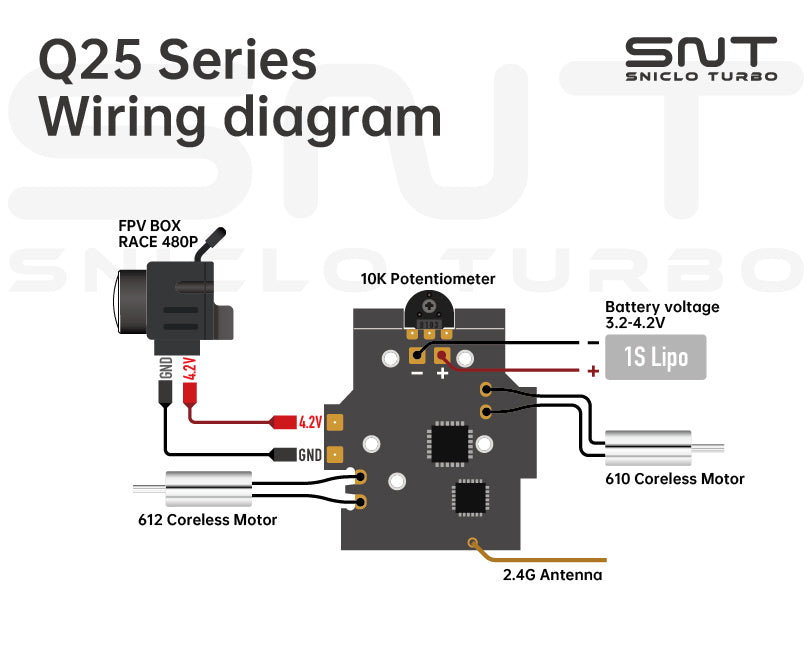 Q25 Series
Wiring diagram
SNT
SNICLO TURBO
SNT
SNICLO TURBO
FPV BOX
RACE 480P
10K Potentiometer
103
Battery voltage
3.2-4.2V
1S Lipo
−
+
− +
GND
4.2V
4.2V
GND
610 Coreless Motor
612 Coreless Motor
2.4G Antenna